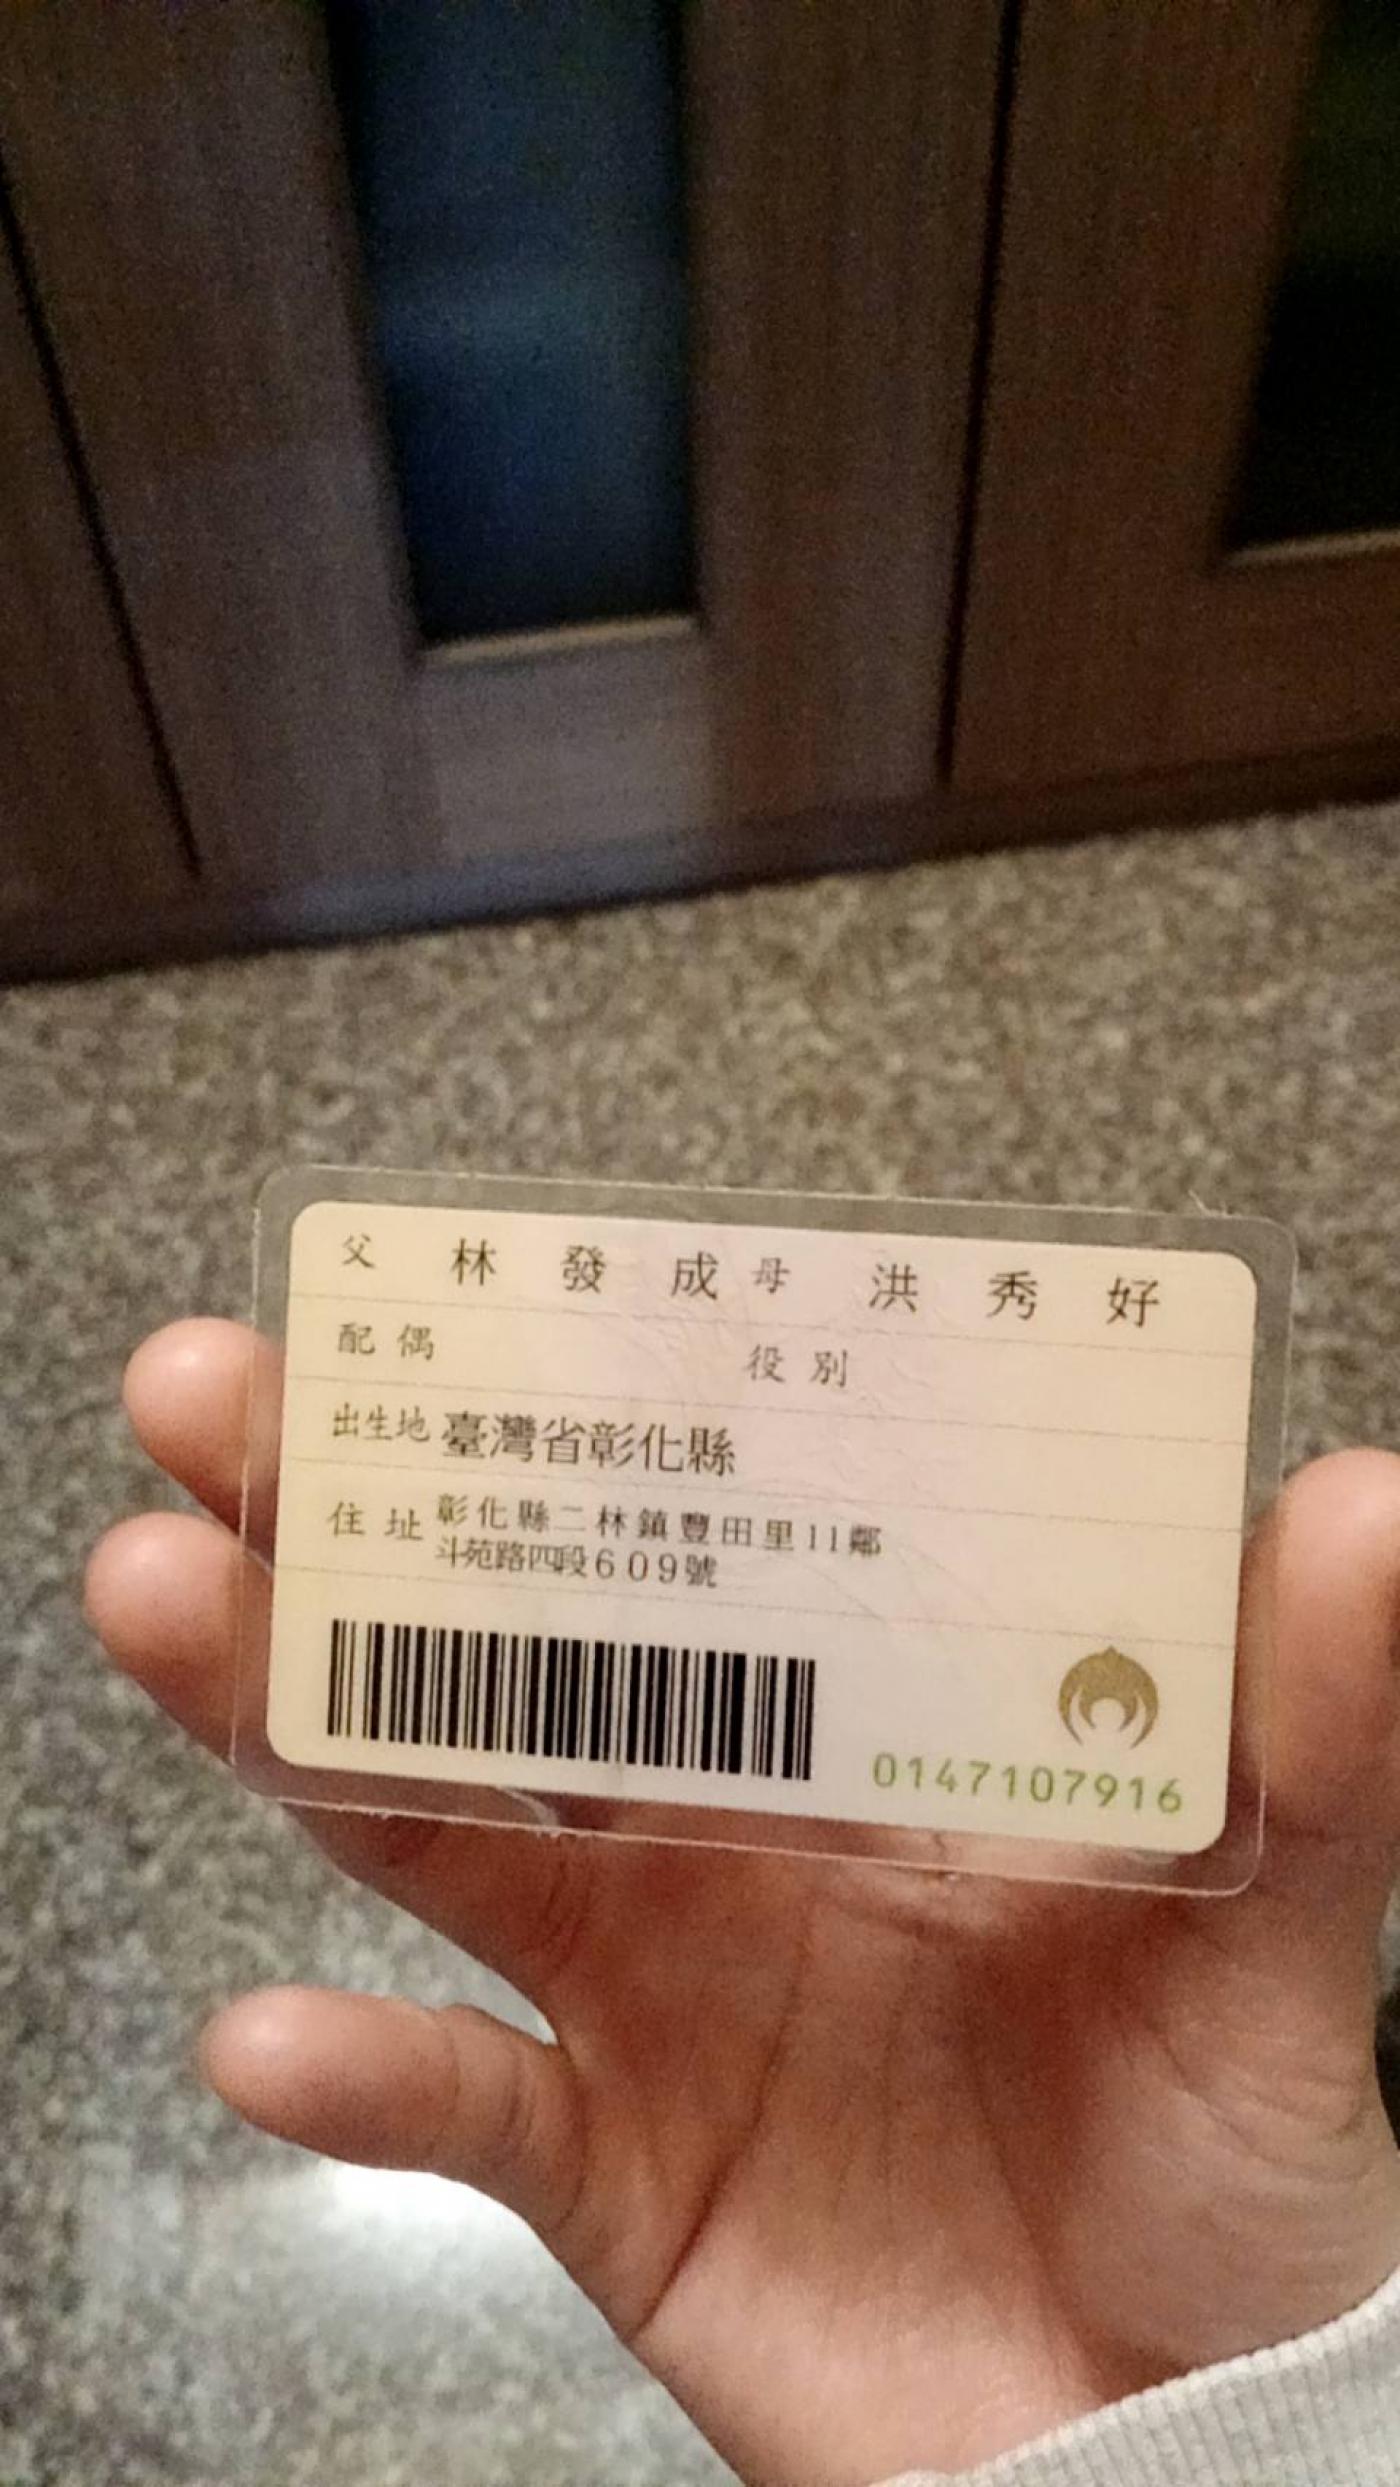 父 林發成 母 洪秀好
配偶 役別
出生地 臺灣省彰化縣
住址 彰化縣二林鎮豐田里11鄰
斗苑路四段609號
0147107916